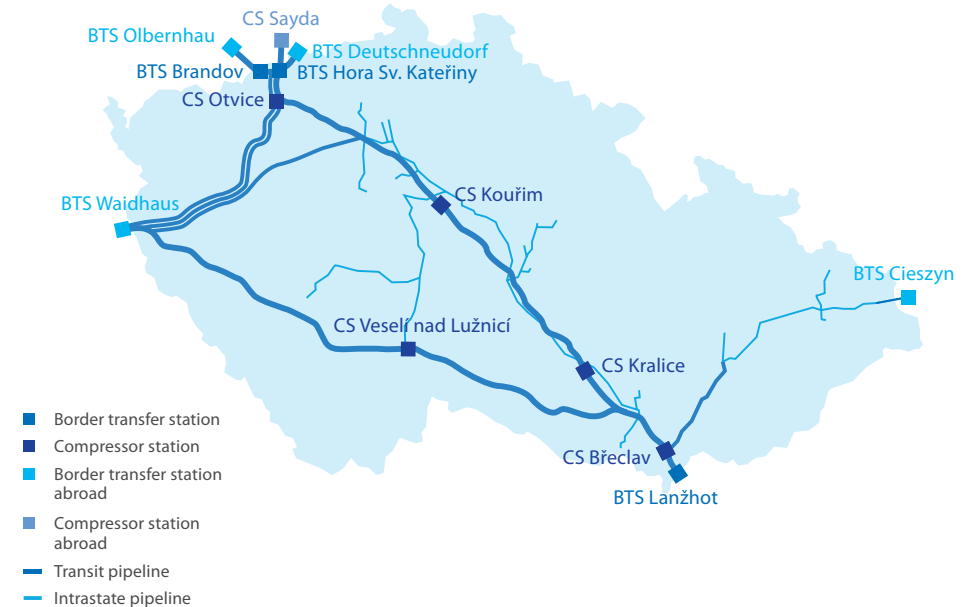 CS Sayda
BTS Olbernhau
BTS Deutschneudorf
BTS Brandov
BTS Hora Sv. Kateřiny
CS Otvice
CS Kouřim
BTS Waidhaus
BTS Cieszyn
CS Veselí nad Lužnicí
CS Kralice
CS Břeclav
BTS Lanžhot
Border transfer station
Compressor station
Border transfer station
abroad
Compressor station
abroad
Transit pipeline
Intrastate pipeline